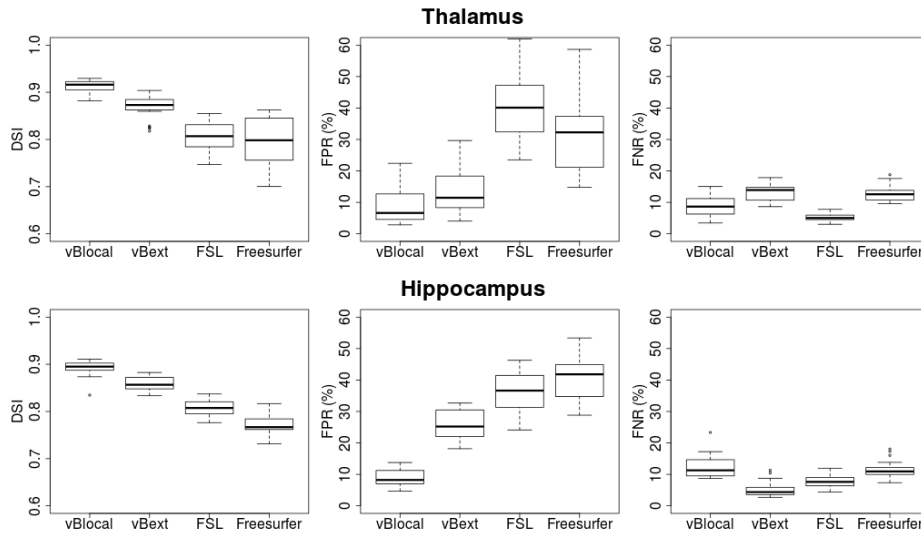 Thalamus
DSI
1.0
0.9
0.8
0.7
0.6
vBlocal vBext FSL Freesurfer
FPR (%)
60
50
40
30
20
10
0
vBlocal vBext FSL Freesurfer
FNR (%)
60
50
40
30
20
10
0
vBlocal vBext FSL Freesurfer
Hippocampus
DSI
1.0
0.9
0.8
0.7
0.6
vBlocal vBext FSL Freesurfer
FPR (%)
60
50
40
30
20
10
0
vBlocal vBext FSL Freesurfer
FNR (%)
60
50
40
30
20
10
0
vBlocal vBext FSL Freesurfer